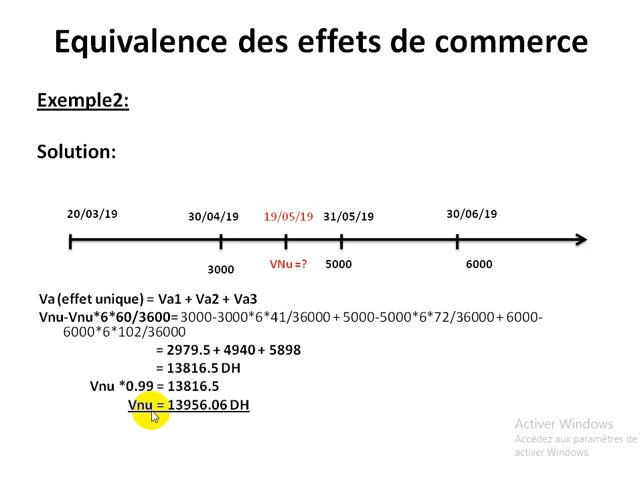 Equivalence des effets de commerce
Exemple2:
Solution:
20/03/19 30/04/19 19/05/19 31/05/19 30/06/19
3000 VNu =? 5000 6000
Va (effet unique) = Va1 + Va2 + Va3
Vnu-Vnu*6*60/3600= 3000-3000*6*41/36000 + 5000-5000*6*72/36000 + 6000-
6000*6*102/36000
= 2979.5 + 4940 + 5898
= 13816.5 DH
Vnu *0.99 = 13816.5
Vnu = 13956.06 DH
Activer Windows
Accédez aux paramètres de
activer Windows.